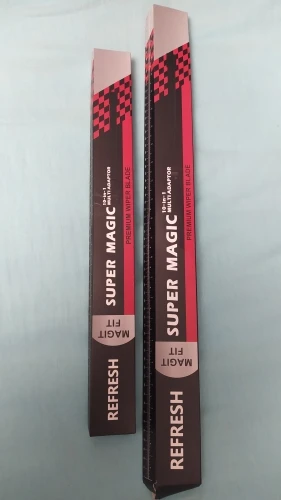 REFRESH
MAGIT
FIT
SUPER MAGIC
10-in-1
MULTI ADAPTOR
PREMIUM WIPER BLADE
REFRESH
MAGIT
FIT
SUPER MAGIC
10-in-1
MULTI ADAPTOR
PREMIUM WIPER BLADE